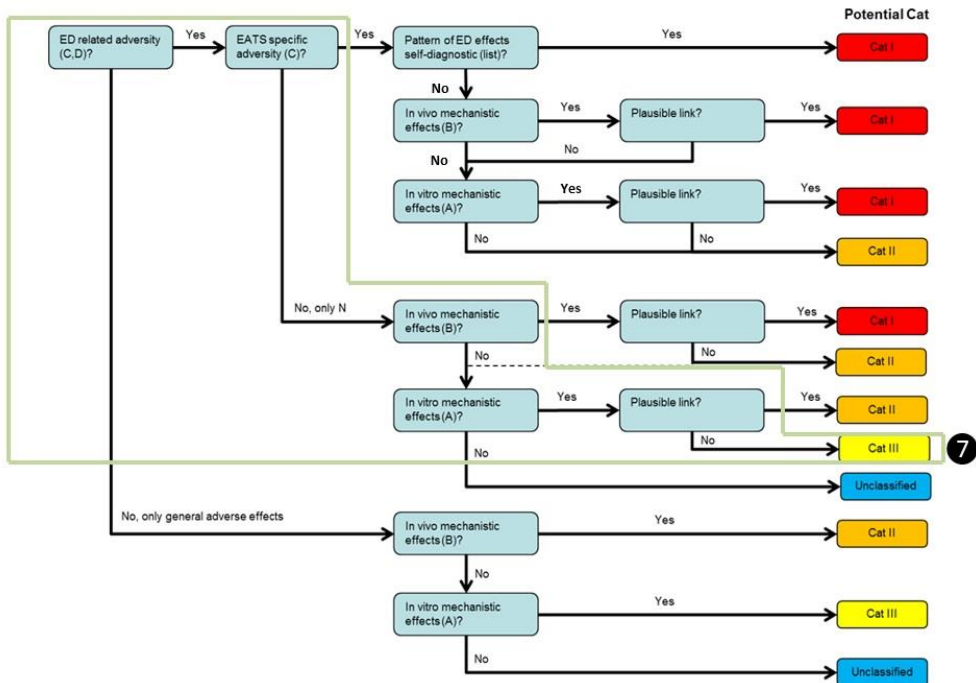 Potential Cat
ED related adversity
(C,D)?
Yes
EATS specific
adversity (C)?
Yes
Pattern of ED effects
self-diagnostic (list)?
Yes
Cat I
No
In vivo mechanistic
effects (B)?
Yes
Plausible link?
Yes
Cat I
No
No
In vitro mechanistic
effects (A)?
Yes
Plausible link?
Yes
Cat I
No
No
Cat II
No, only N
In vivo mechanistic
effects (B)?
Yes
Plausible link?
Yes
Cat I
No
No
Cat II
In vitro mechanistic
effects (A)?
Yes
Plausible link?
Yes
Cat II
No
No
Cat III
7
Unclassified
No, only general adverse effects
In vivo mechanistic
effects (B)?
Yes
Cat II
No
In vitro mechanistic
effects (A)?
Yes
Cat III
No
Unclassified